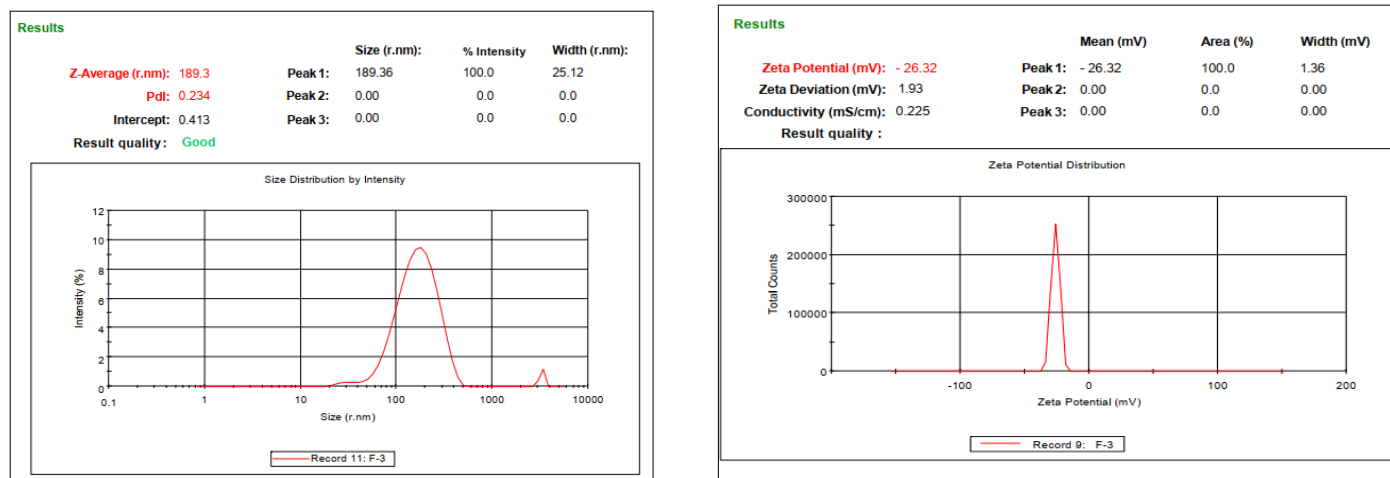 Results
Size (r.nm): % Intensity Width (r.nm):
Z-Average (r.nm): 189.3 Peak 1: 189.36 100.0 25.12
PdI: 0.234 Peak 2: 0.00 0.0 0.0
Intercept: 0.413 Peak 3: 0.00 0.0 0.0
Result quality: Good
Size Distribution by Intensity
Intensity (%)
12
10
8
6
4
2
0
0.1 1 10 100 1000 10000
Size (r.nm)
Record 11: F-3
Results
Mean (mV) Area (%) Width (mV)
Zeta Potential (mV): - 26.32 Peak 1: - 26.32 100.0 1.36
Zeta Deviation (mV): 1.93 Peak 2: 0.00 0.0 0.00
Conductivity (mS/cm): 0.225 Peak 3: 0.00 0.0 0.00
Result quality :
Zeta Potential Distribution
Total Counts
300000
200000
100000
0
-100 0 100 200
Zeta Potential (mV)
Record 9: F-3